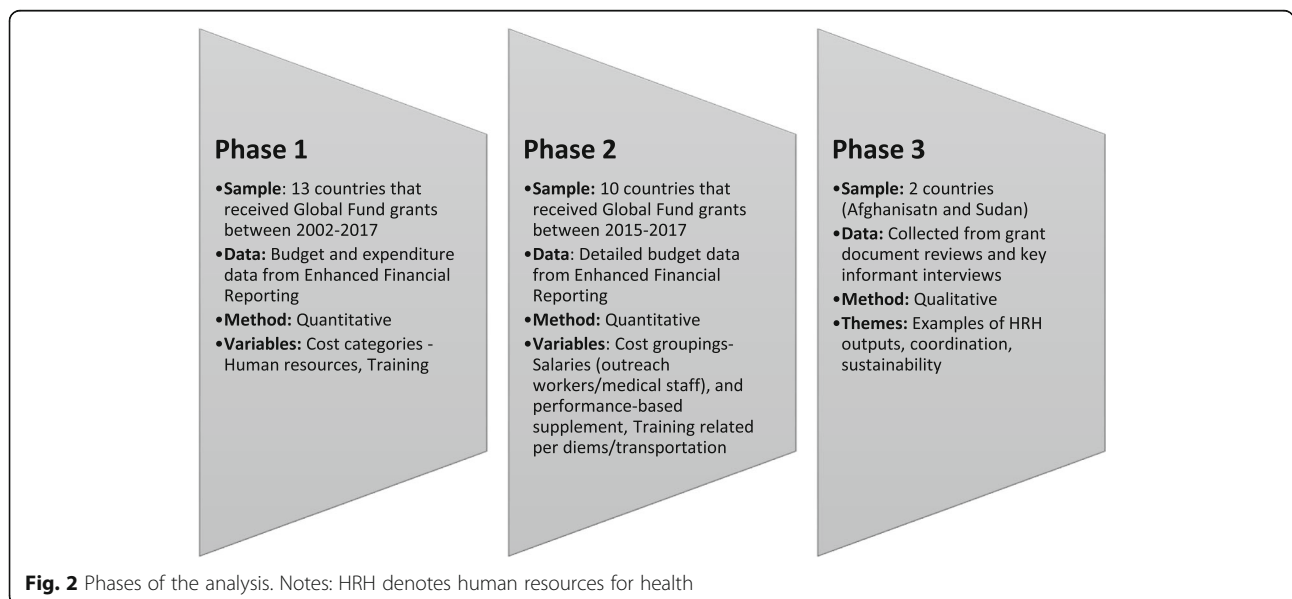 Phase 1
•Sample: 13 countries that
received Global Fund grants
between 2002-2017
•Data: Budget and expenditure
data from Enhanced Financial
Reporting
•Method: Quantitative
•Variables: Cost categories -
Human resources, Training
Phase 2
•Sample: 10 countries that
received Global Fund grants
between 2015-2017
•Data: Detailed budget data
from Enhanced Financial
Reporting
•Method: Quantitative
•Variables: Cost groupings-
Salaries (outreach
workers/medical staff), and
performance-based
supplement, Training related
per diems/transportation
Phase 3
•Sample: 2 countries
(Afghanisatn and Sudan)
•Data: Collected from grant
document reviews and key
informant interviews
•Method: Qualitative
•Themes: Examples of HRH
outputs, coordination,
sustainability
Fig. 2 Phases of the analysis. Notes: HRH denotes human resources for health